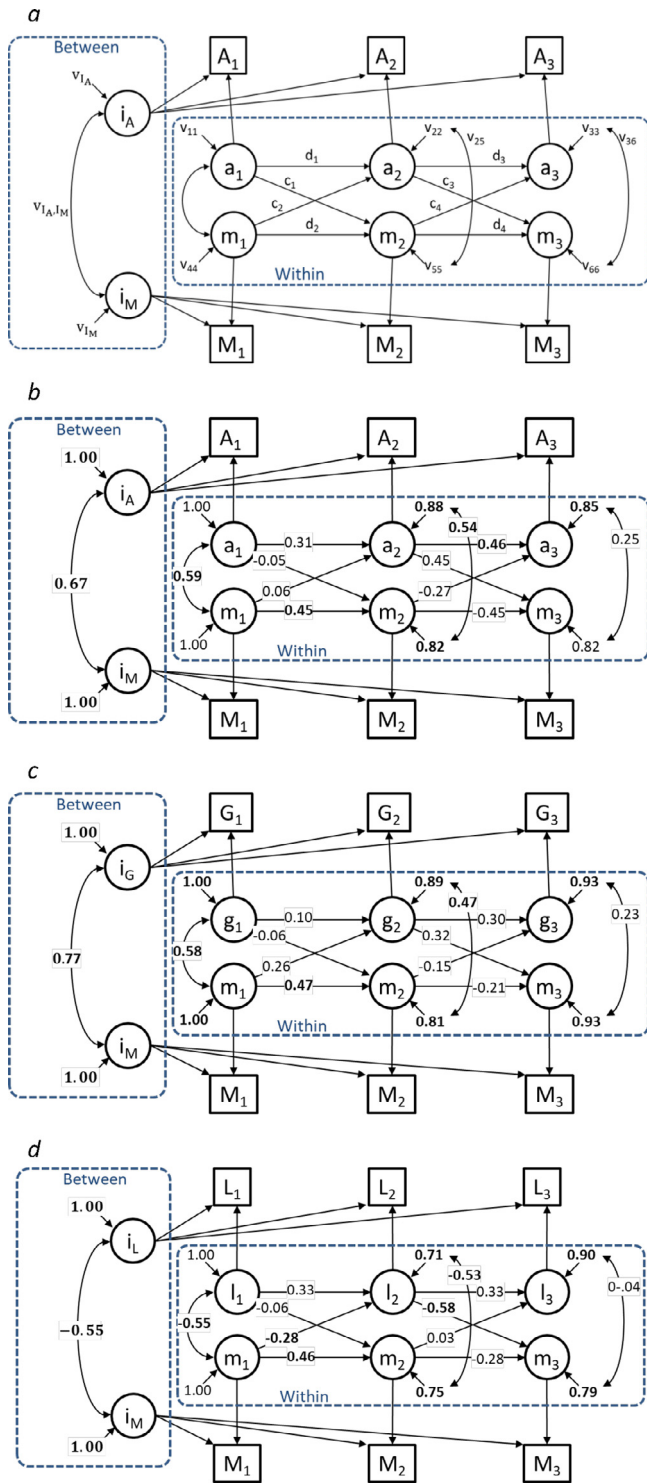 a
Between
A1 A2 A3
vIA
iA
v11 v22 v25 v33 v36
a1 d1 a2 d3 a3
c1 c3
vIA,IM
c2 c4
m1 d2 m2 d4 m3
v44 v55 v66
Within
iM
vIM
M1 M2 M3
b
Between
A1 A2 A3
1.00
iA
1.00 0.88 0.54 0.85 0.25
a1 0.31 a2 0.46 a3
-0.05 0.45
0.67 0.59
0.06 -0.27
m1 0.45 m2 -0.45 m3
1.00 0.82 0.82
Within
iM
1.00
M1 M2 M3
c
Between
G1 G2 G3
1.00
iG
1.00 0.89 0.47 0.93 0.23
g1 0.10 g2 0.30 g3
-0.06 0.32
0.77 0.58
0.26 -0.15
m1 0.47 m2 -0.21 m3
1.00 0.81 0.93
Within
iM
1.00
M1 M2 M3
d
Between
L1 L2 L3
1.00
iL
1.00 0.71 -0.53 0.90 0-.04
l1 0.33 l2 0.33 l3
-0.06 -0.58
-0.55 -0.55
-0.28 0.03
m1 0.46 m2 -0.28 m3
1.00 0.75 0.79
Within
iM
1.00
M1 M2 M3